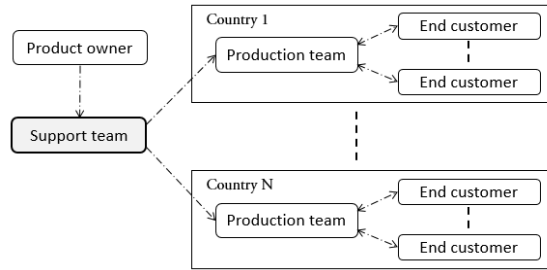 Country 1
Product owner
Production team
End customer
End customer
Support team
Country N
Production team
End customer
End customer